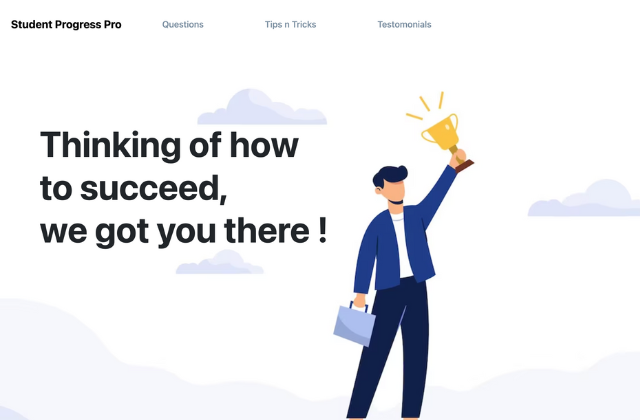 Student Progress Pro
Questions
Tips n Tricks
Testomonials
Thinking of how
to succeed,
we got you there !